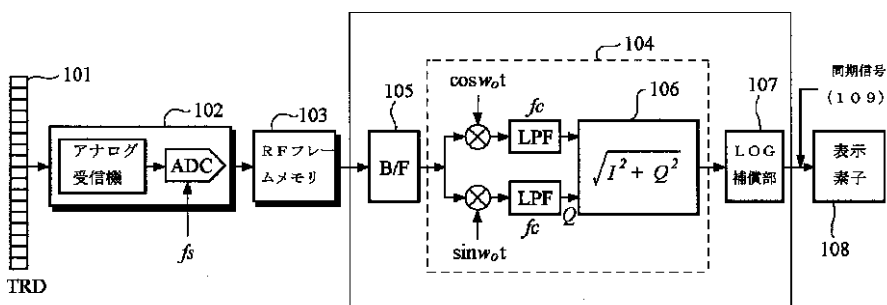 101
102
アナログ
受信機
ADC
fs
TRD
103
RFフレー
ムメモリ
105
B/F
104
cosw₀t
fc
LPF
LPF
fc
Q
sinw₀t
106
√I² + Q²
107
LOG
補償部
同期信号
(109)
表示
素子
108